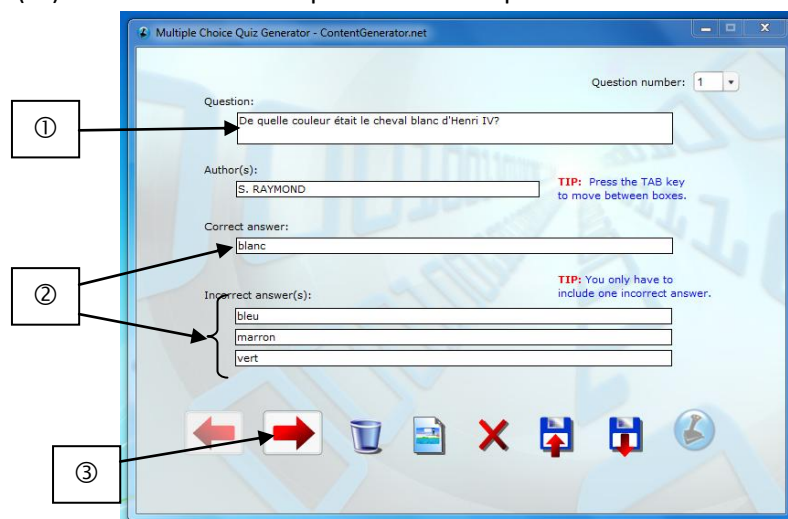 Multiple Choice Quiz Generator - ContentGenerator.net
Question number: 1
Question:
①
De quelle couleur était le cheval blanc d'Henri IV?
Author(s):
S. RAYMOND
TIP: Press the TAB key
to move between boxes.
Correct answer:
blanc
②
TIP: You only have to
include one incorrect answer.
Incorrect answer(s):
bleu
marron
vert
③